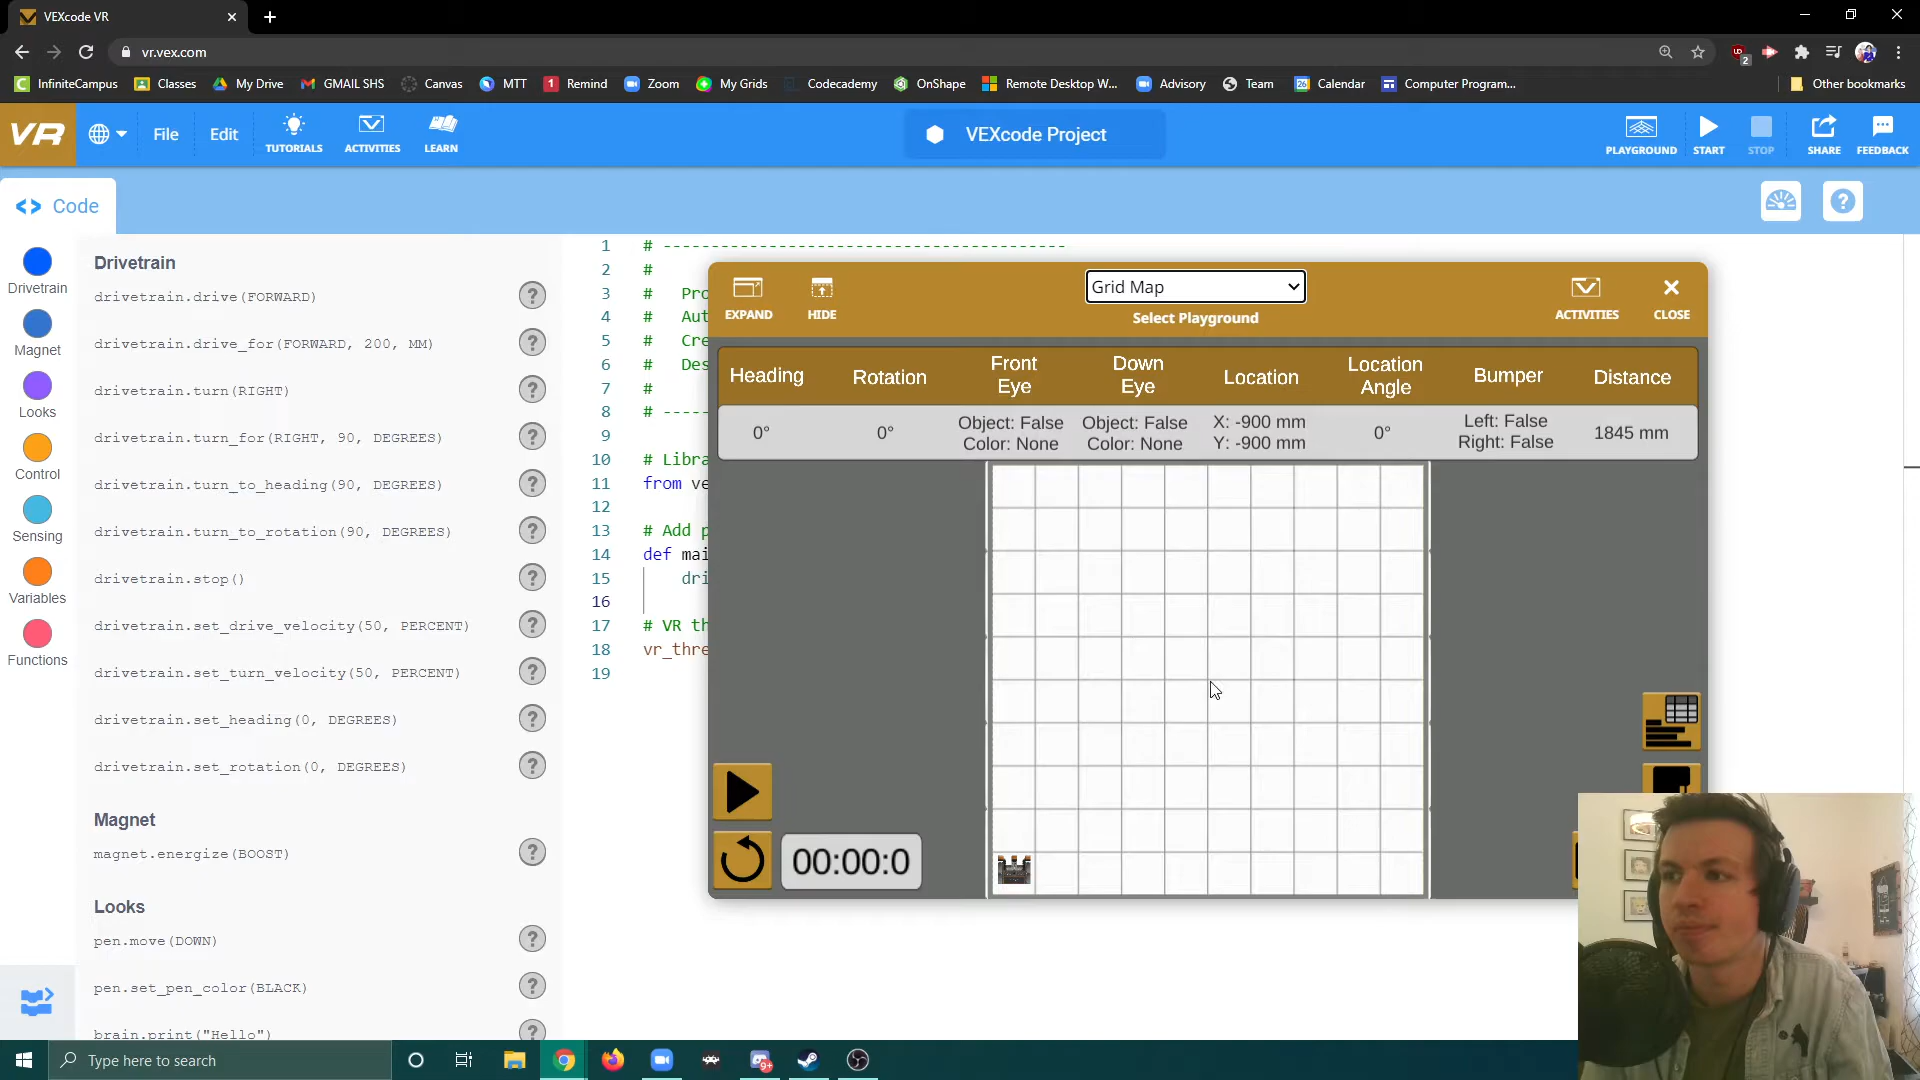 VEXcode VR
vr.vex.com
2
InfiniteCampus
Classes
My Drive
GMAIL SHS
Canvas
MTT
1
Remind
Zoom
My Grids
Codecademy
OnShape
Remote Desktop W...
Advisory
Team
26
Calendar
Computer Program...
Other bookmarks
VR
File
Edit
TUTORIALS
ACTIVITIES
LEARN
VEXcode Project
PLAYGROUND
START
STOP
SHARE
FEEDBACK
<> Code
Drivetrain
Magnet
Looks
Control
Sensing
Variables
Functions
Drivetrain
drivetrain.drive(FORWARD) ?
drivetrain.drive_for(FORWARD, 200, MM) ?
drivetrain.turn(RIGHT) ?
drivetrain.turn_for(RIGHT, 90, DEGREES) ?
drivetrain.turn_to_heading(90, DEGREES) ?
drivetrain.turn_to_rotation(90, DEGREES) ?
drivetrain.stop() ?
drivetrain.set_drive_velocity(50, PERCENT) ?
drivetrain.set_turn_velocity(50, PERCENT) ?
drivetrain.set_heading(0, DEGREES) ?
drivetrain.set_rotation(0, DEGREES) ?
Magnet
magnet.energize(BOOST) ?
Looks
pen.move(DOWN) ?
pen.set_pen_color(BLACK) ?
brain.print("Hello") ?
1 # ------------------------------------------
2 #
3 # Pro
4 # Aut
5 # Cre
6 # Des
7 #
8 # -----
9
10 # Libra
11 from ve
12
13 # Add p
14 def mai
15 dri
16
17 # VR th
18 vr_thre
19
EXPAND
HIDE
Grid Map
Select Playground
ACTIVITIES
CLOSE
Heading
Rotation
Front Eye
Down Eye
Location
Location Angle
Bumper
Distance
0°
0°
Object: False
Color: None
Object: False
Color: None
X: -900 mm
Y: -900 mm
0°
Left: False
Right: False
1845 mm
00:00:0
Type here to search
9+